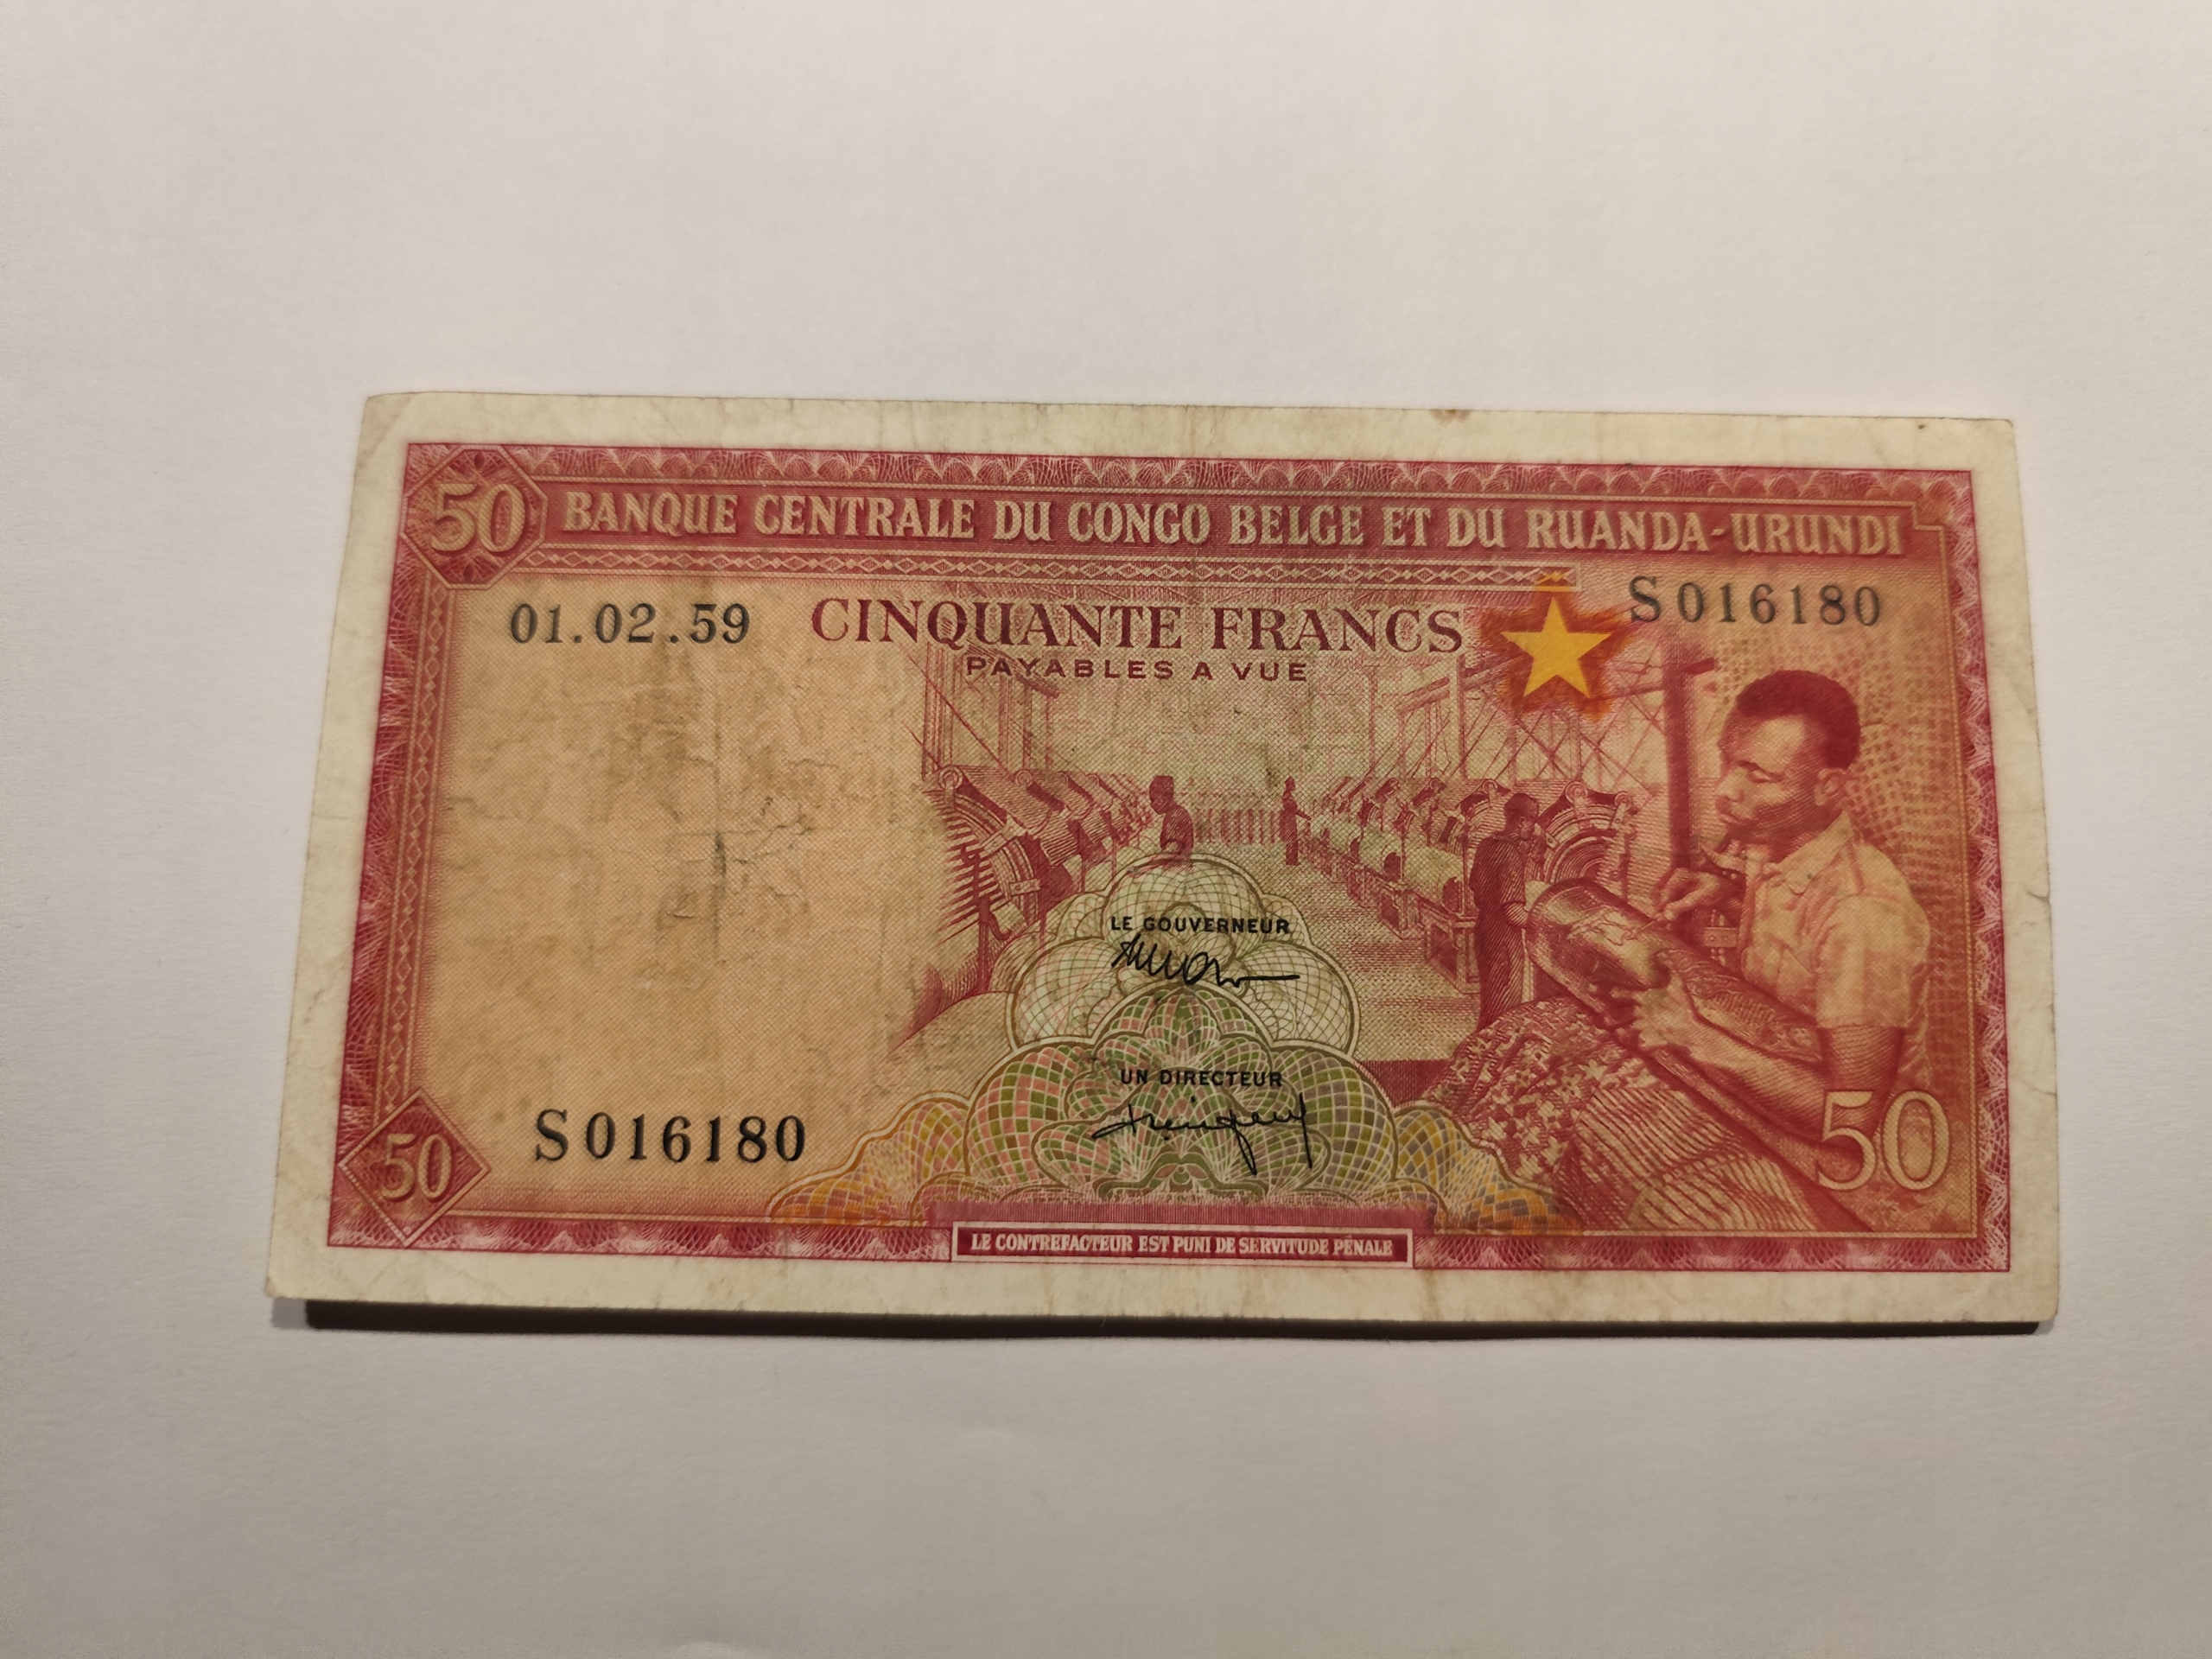 50 BANQUE CENTRALE DU CONGO BELGE ET DU RUANDA-URUNDI
01.02.59 CINQUANTE FRANCS S016180
PAYABLES A VUE
LE GOUVERNEUR
UN DIRECTEUR
50 S016180 50
LE CONTREFACTEUR EST PUNI DE SERVITUDE PÉNALE